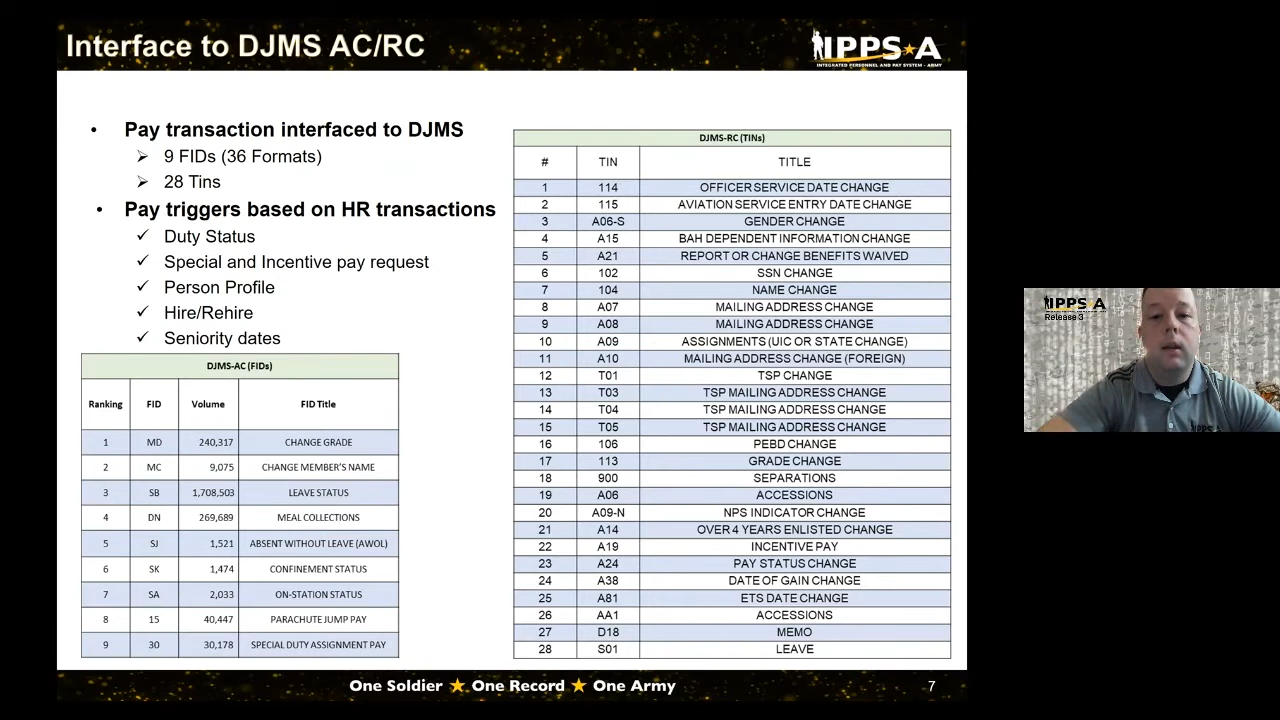 Interface to DJMS AC/RC
IPPS★A
INTEGRATED PERSONNEL AND PAY SYSTEM - ARMY
• Pay transaction interfaced to DJMS
➢ 9 FIDs (36 Formats)
➢ 28 Tins
• Pay triggers based on HR transactions
✓ Duty Status
✓ Special and Incentive pay request
✓ Person Profile
✓ Hire/Rehire
✓ Seniority dates
DJMS-AC (FIDs)
Ranking FID Volume FID Title
1 MD 240,317 CHANGE GRADE
2 MC 9,075 CHANGE MEMBER'S NAME
3 SB 1,708,503 LEAVE STATUS
4 DN 269,689 MEAL COLLECTIONS
5 SJ 1,521 ABSENT WITHOUT LEAVE (AWOL)
6 SK 1,474 CONFINEMENT STATUS
7 SA 2,033 ON-STATION STATUS
8 15 40,447 PARACHUTE JUMP PAY
9 30 30,178 SPECIAL DUTY ASSIGNMENT PAY
DJMS-RC (TINs)
# TIN TITLE
1 114 OFFICER SERVICE DATE CHANGE
2 115 AVIATION SERVICE ENTRY DATE CHANGE
3 A06-S GENDER CHANGE
4 A15 BAH DEPENDENT INFORMATION CHANGE
5 A21 REPORT OR CHANGE BENEFITS WAIVED
6 102 SSN CHANGE
7 104 NAME CHANGE
8 A07 MAILING ADDRESS CHANGE
9 A08 MAILING ADDRESS CHANGE
10 A09 ASSIGNMENTS (UIC OR STATE CHANGE)
11 A10 MAILING ADDRESS CHANGE (FOREIGN)
12 T01 TSP CHANGE
13 T03 TSP MAILING ADDRESS CHANGE
14 T04 TSP MAILING ADDRESS CHANGE
15 T05 TSP MAILING ADDRESS CHANGE
16 106 PEBD CHANGE
17 113 GRADE CHANGE
18 900 SEPARATIONS
19 A06 ACCESSIONS
20 A09-N NPS INDICATOR CHANGE
21 A14 OVER 4 YEARS ENLISTED CHANGE
22 A19 INCENTIVE PAY
23 A24 PAY STATUS CHANGE
24 A38 DATE OF GAIN CHANGE
25 A81 ETS DATE CHANGE
26 AA1 ACCESSIONS
27 D18 MEMO
28 S01 LEAVE
One Soldier ★ One Record ★ One Army
7
IPPS★A
Release 3